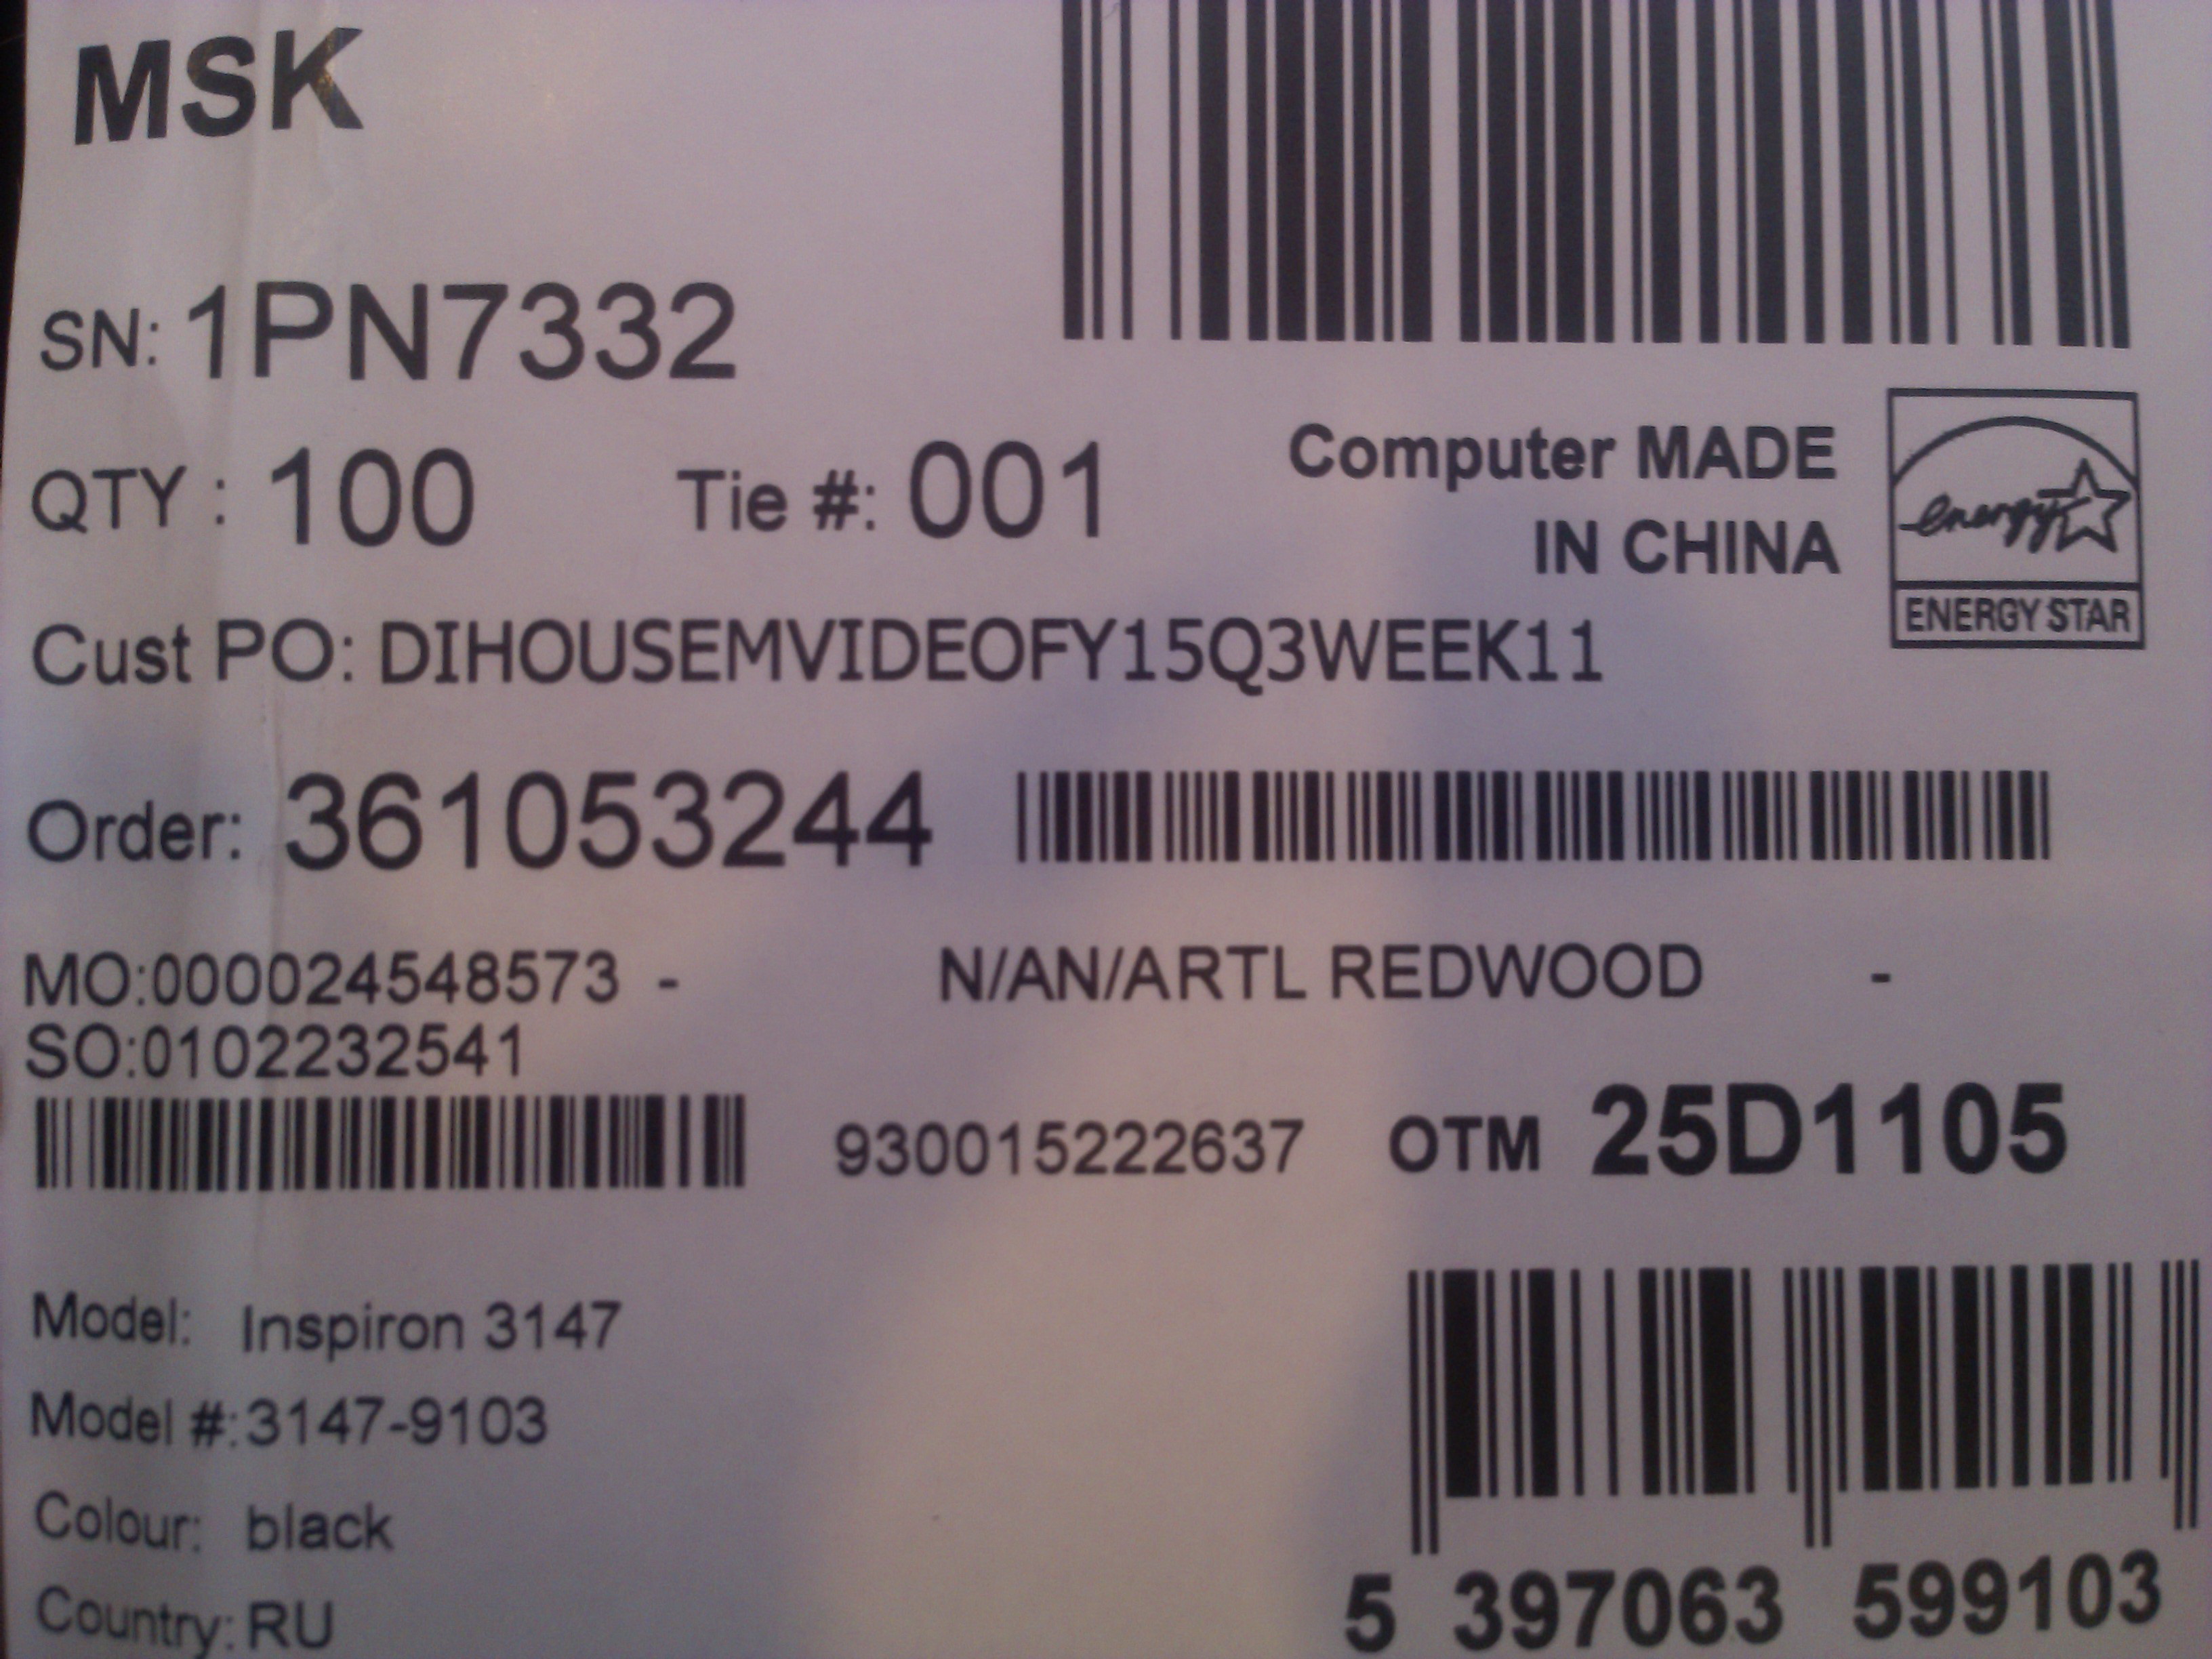 MSK
SN: 1PN7332
QTY : 100 Tie #: 001
Computer MADE
IN CHINA
energy
ENERGY STAR
Cust PO: DIHOUSEMVIDEOFY15Q3WEEK11
Order: 361053244
MO:000024548573 - N/AN/ARTL REDWOOD -
SO:0102232541
930015222637 OTM 25D1105
Model: Inspiron 3147
Model #:3147-9103
Colour: black
Country: RU
5 397063 599103